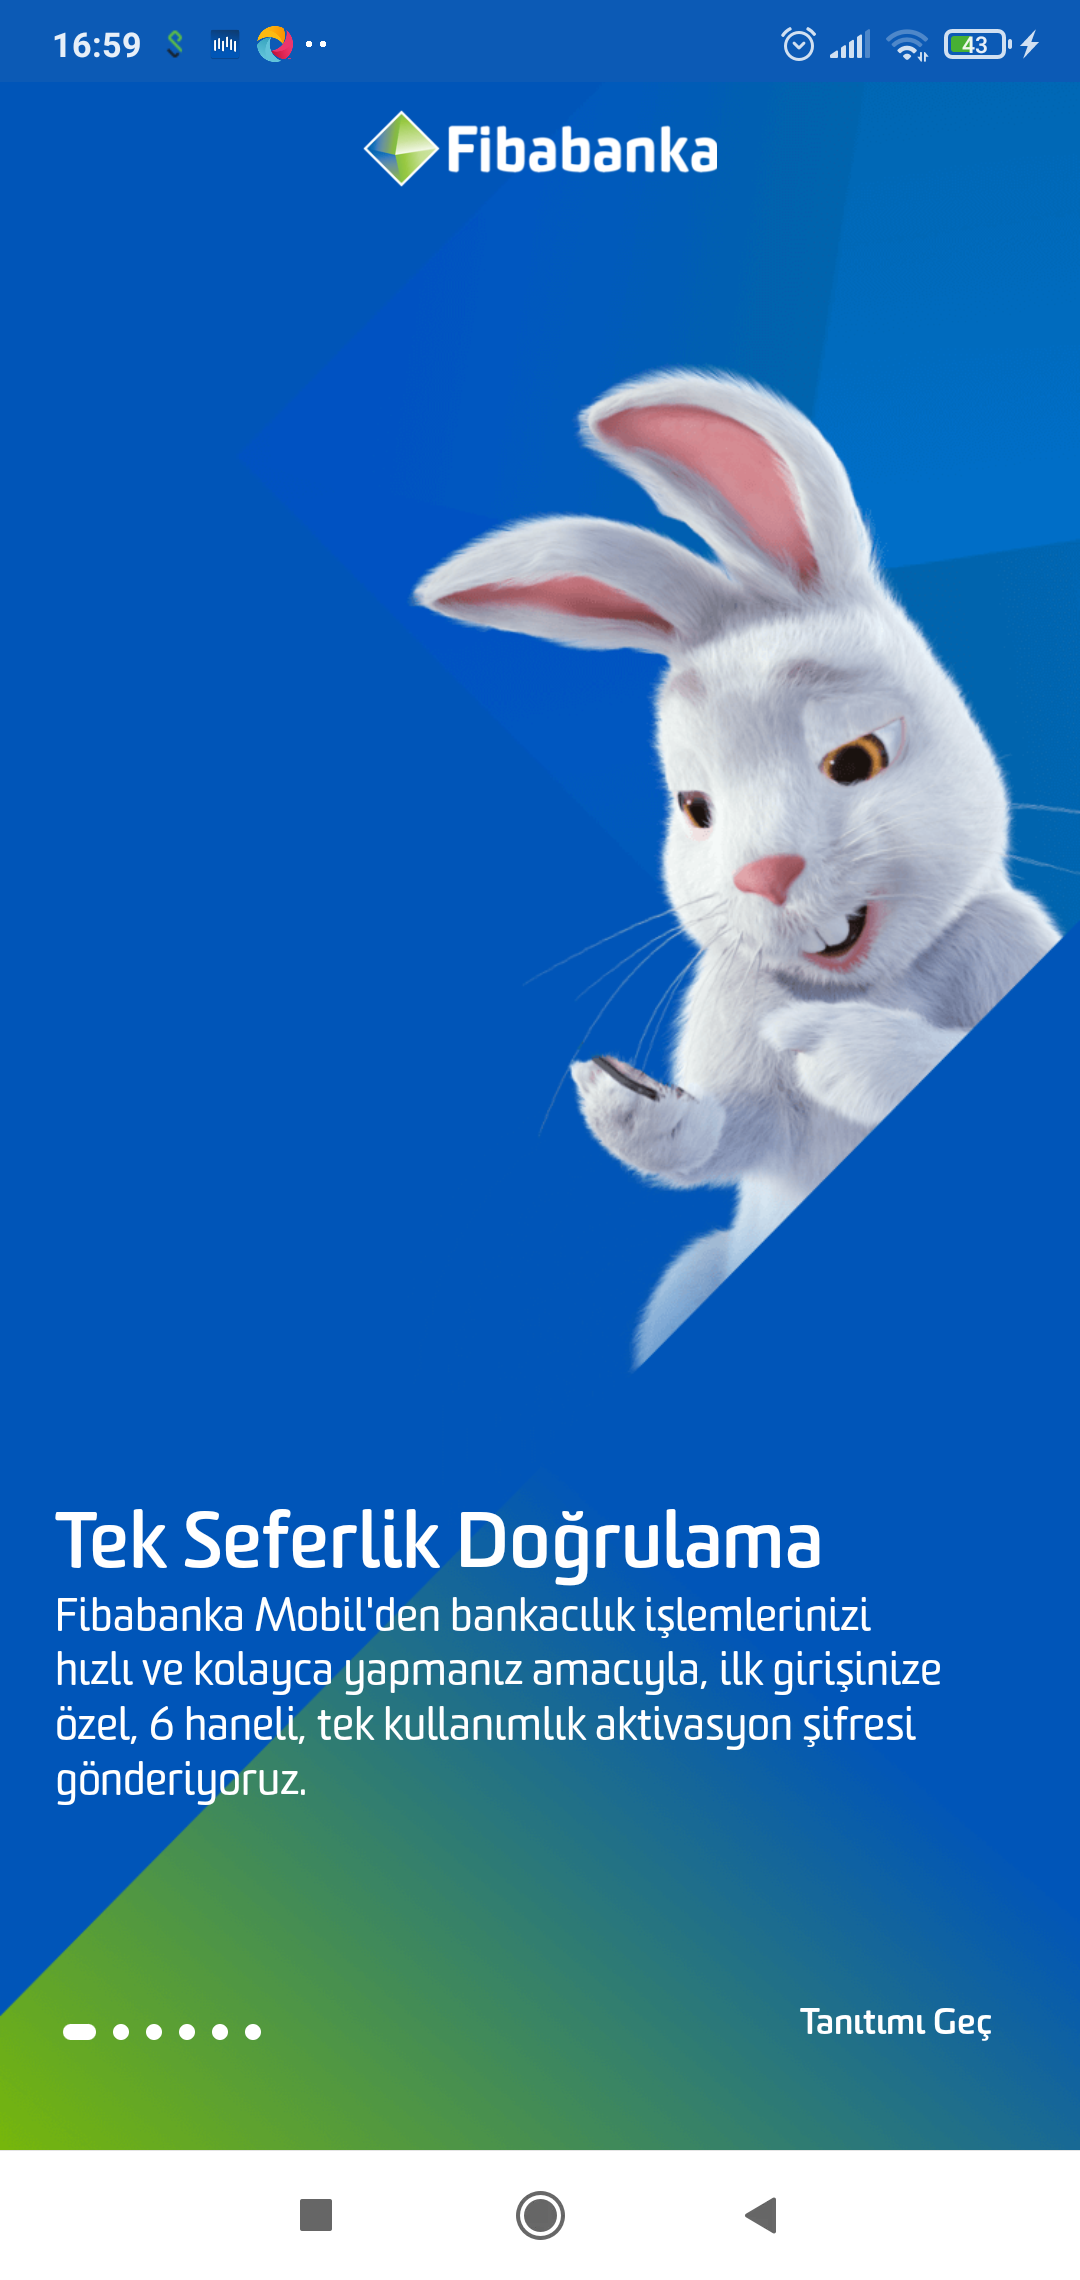 16:59
43
Fibabanka
Tek Seferlik Doğrulama
Fibabanka Mobil'den bankacılık işlemlerinizi
hızlı ve kolayca yapmanız amacıyla, ilk girişinize
özel, 6 haneli, tek kullanımlık aktivasyon şifresi
gönderiyoruz.
Tanıtımı Geç